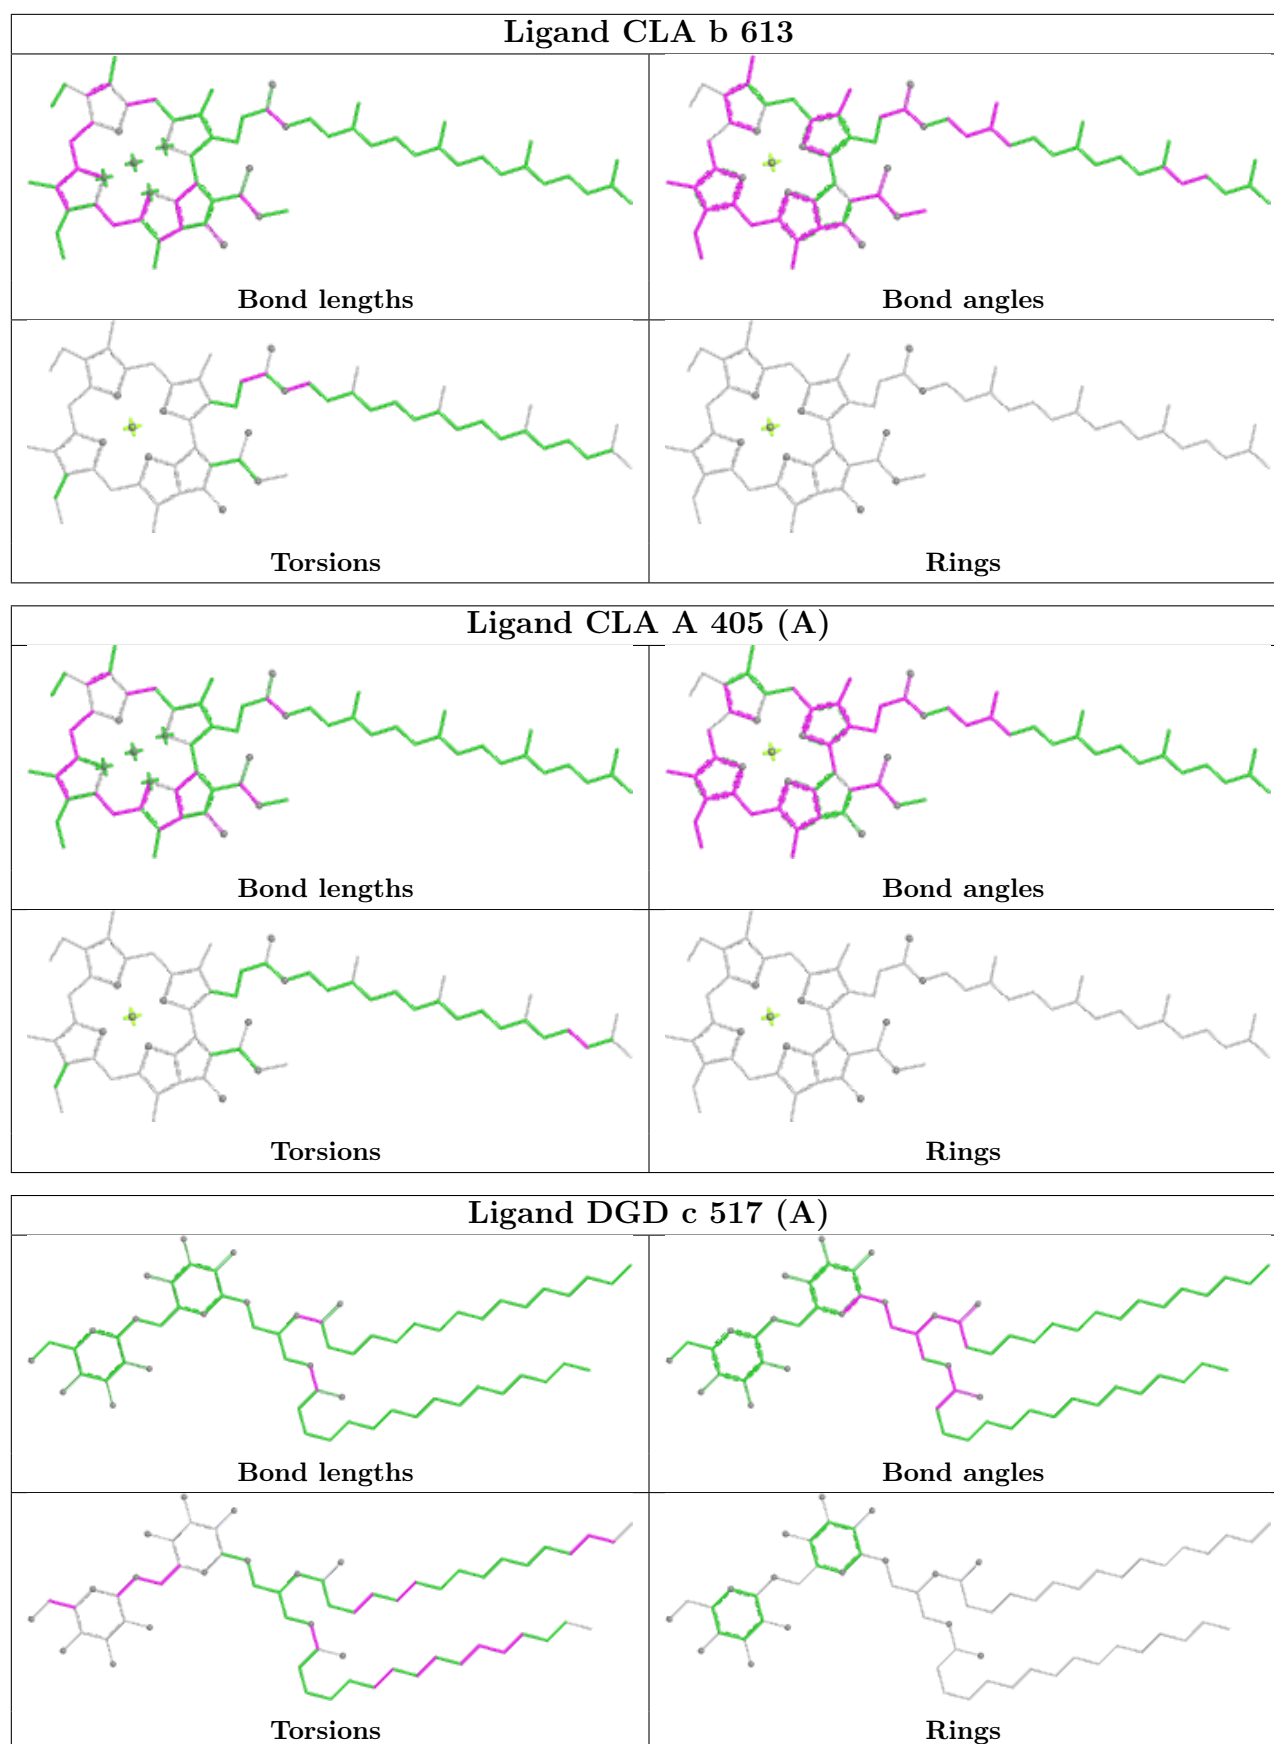 Ligand CLA b 613
Bond lengths
Bond angles
Torsions
Rings
Ligand CLA A 405 (A)
Bond lengths
Bond angles
Torsions
Rings
Ligand DGD c 517 (A)
Bond lengths
Bond angles
Torsions
Rings